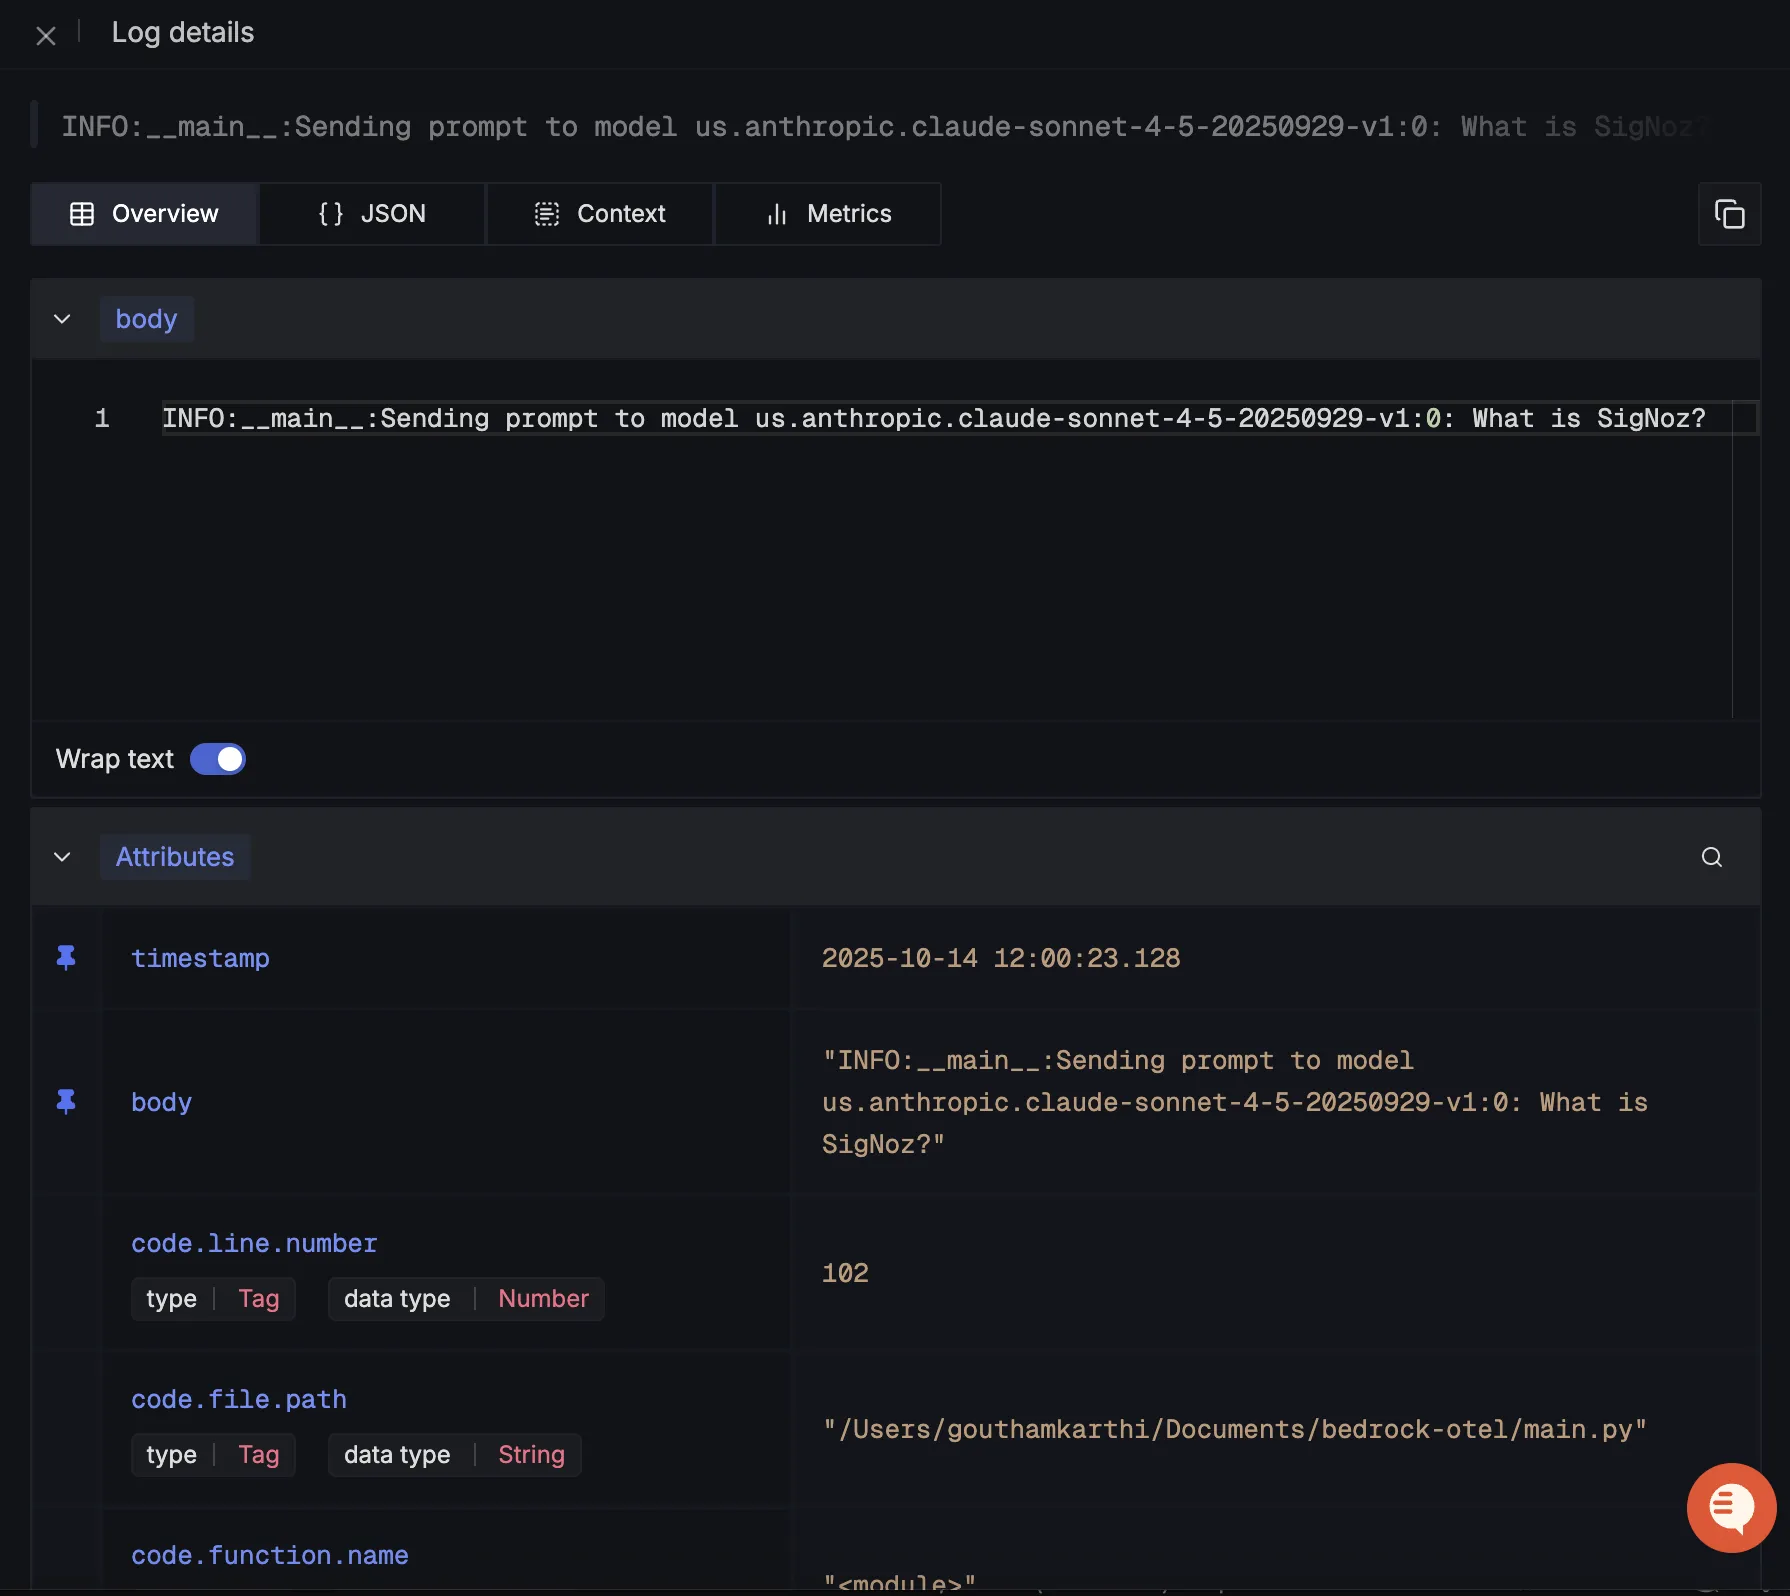 Log details
INFO:__main__:Sending prompt to model us.anthropic.claude-sonnet-4-5-20250929-v1:0: What is SigNoz?
Overview
{} JSON
Context
Metrics
body
1 INFO:__main__:Sending prompt to model us.anthropic.claude-sonnet-4-5-20250929-v1:0: What is SigNoz?
Wrap text
Attributes
timestamp 2025-10-14 12:00:23.128
"INFO:__main__:Sending prompt to model
body us.anthropic.claude-sonnet-4-5-20250929-v1:0: What is
SigNoz?"
code.line.number
102
type Tag data type Number
code.file.path
"/Users/gouthamkarthi/Documents/bedrock-otel/main.py"
type Tag data type String
code.function.name
"<module>"